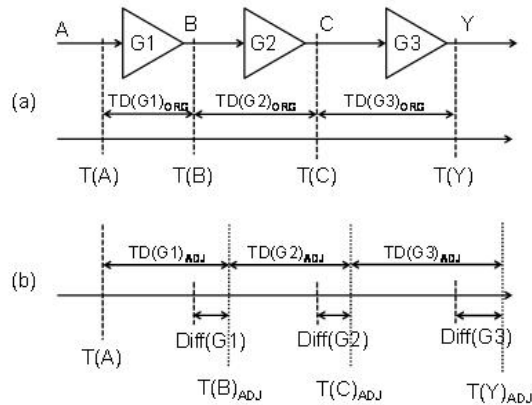 A G1 B G2 C G3 Y
(a)
TD(G1)ORG TD(G2)ORG TD(G3)ORG
T(A) T(B) T(C) T(Y)
TD(G1)ADJ TD(G2)ADJ TD(G3)ADJ
(b)
Diff(G1) Diff(G2) Diff(G3)
T(A)
T(B)ADJ T(C)ADJ T(Y)ADJ